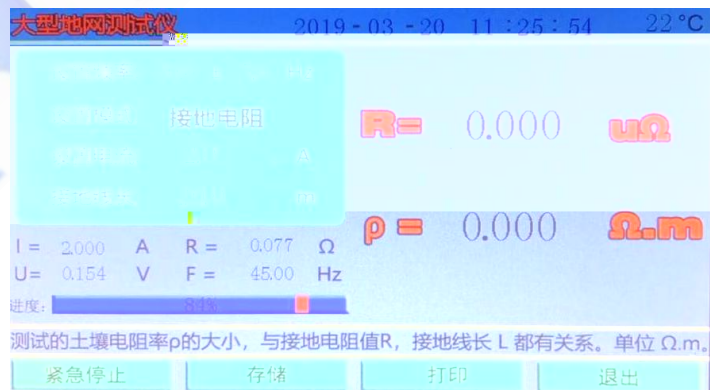 大型地网测试仪 2019-03-20 11:25:54 22℃
接地电阻
R= 0.000 uΩ
ρ= 0.000 Ω.m
I= 2.000 A R= 0.077 Ω
U= 0.154 V F= 45.00 Hz
进度: 84%
测试的土壤电阻率ρ的大小，与接地电阻值R，接地线长 L 都有关系。单位 Ω.m。
紧急停止 存储 打印 退出